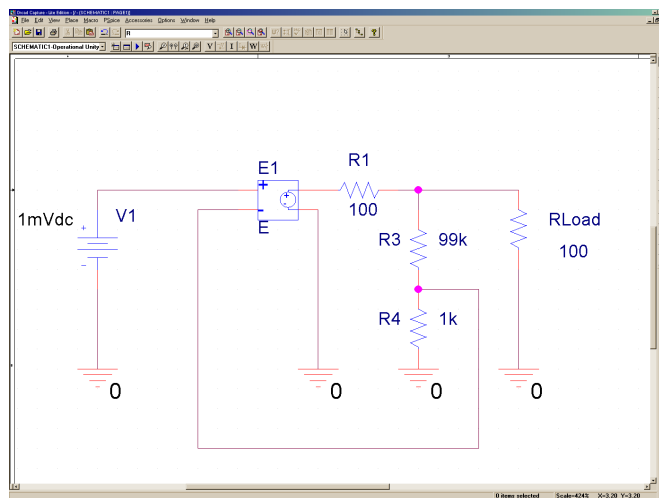 Orcad Capture - Lite Edition - [/ - (SCHEMATIC1 : PAGE1)]
File Edit View Place Macro PSpice Accessories Options Window Help
R
SCHEMATIC1-Operational Unity
V I W
E1
R1
+
1mVdc
+
V1
-
E
100
RLoad
R3 99k
100
-
R4 1k
0 0 0 0
0 items selected Scale=424% X=3.20 Y=3.20